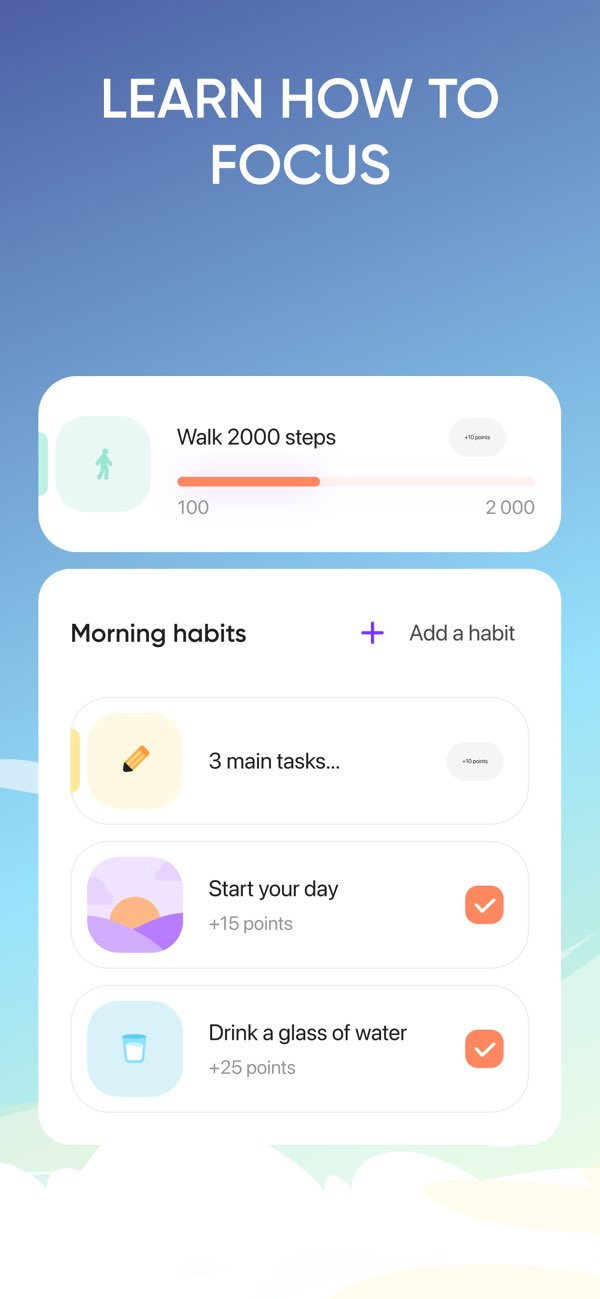 LEARN HOW TO
FOCUS
Walk 2000 steps
+10 points
100
2 000
Morning habits
Add a habit
3 main tasks...
+10 points
Start your day
+15 points
Drink a glass of water
+25 points